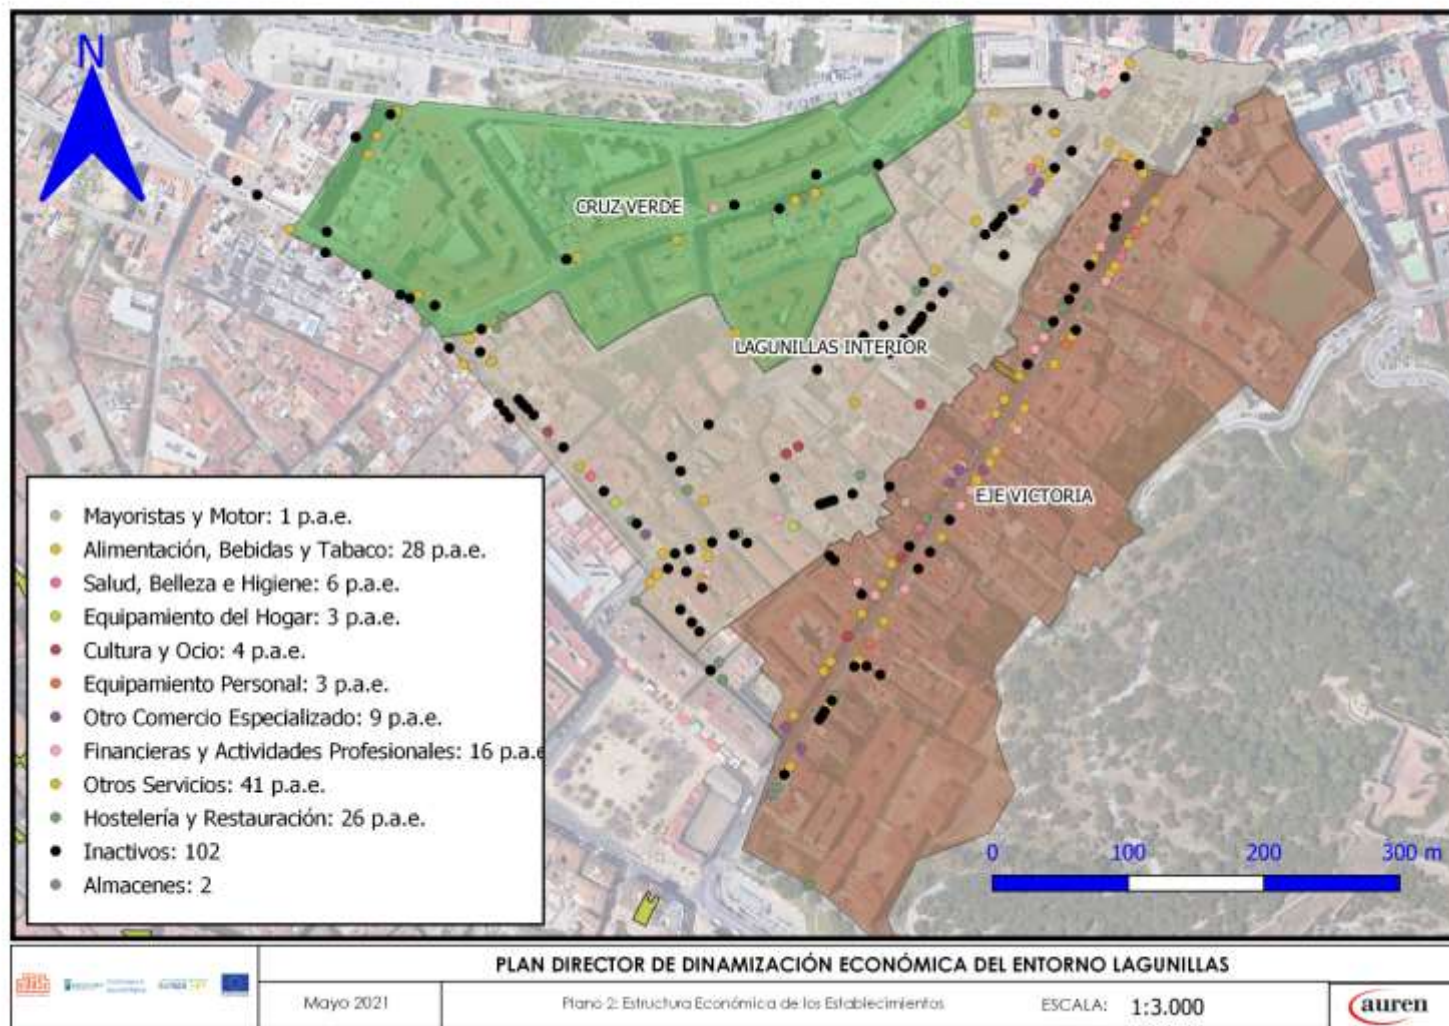 N
CRUZ VERDE
LAGUNILLAS INTERIOR
EJE VICTORIA
Mayoristas y Motor: 1 p.a.e.
Alimentación, Bebidas y Tabaco: 28 p.a.e.
Salud, Belleza e Higiene: 6 p.a.e.
Equipamiento del Hogar: 3 p.a.e.
Cultura y Ocio: 4 p.a.e.
Equipamiento Personal: 3 p.a.e.
Otro Comercio Especializado: 9 p.a.e.
Financieras y Actividades Profesionales: 16 p.a.e
Otros Servicios: 41 p.a.e.
Hostelería y Restauración: 26 p.a.e.
Inactivos: 102
Almacenes: 2
0 100 200 300 m
PLAN DIRECTOR DE DINAMIZACIÓN ECONÓMICA DEL ENTORNO LAGUNILLAS
Mayo 2021
Plano 2: Estructura Económica de los Establecimientos
ESCALA: 1:3.000
auren